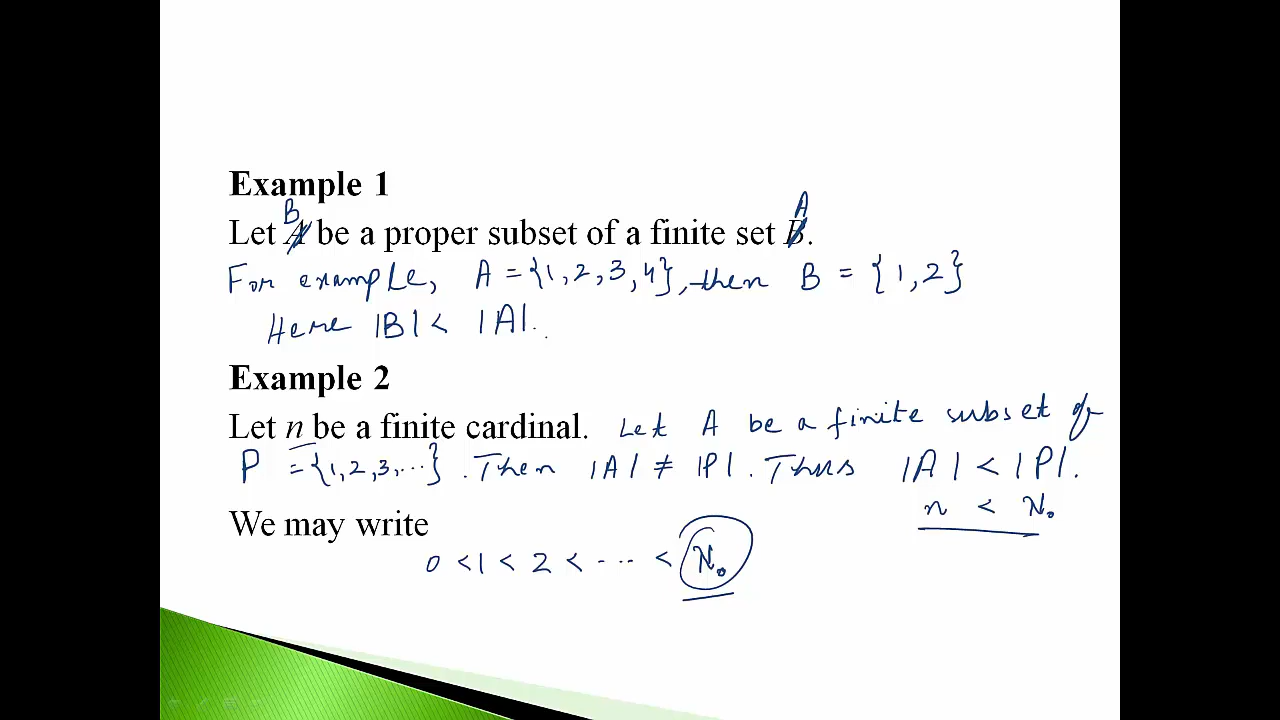 Example 1
B A
Let A be a proper subset of a finite set B.
For example, A = {1, 2, 3, 4}, then B = {1, 2}
Here |B| < |A|.
Example 2
Let n be a finite cardinal. Let A be a finite subset of
P = {1, 2, 3, ...}. Then |A| ≠ |P|. Thus |A| < |P|.
n < ℵ₀
We may write
0 < 1 < 2 < ... < ℵ₀